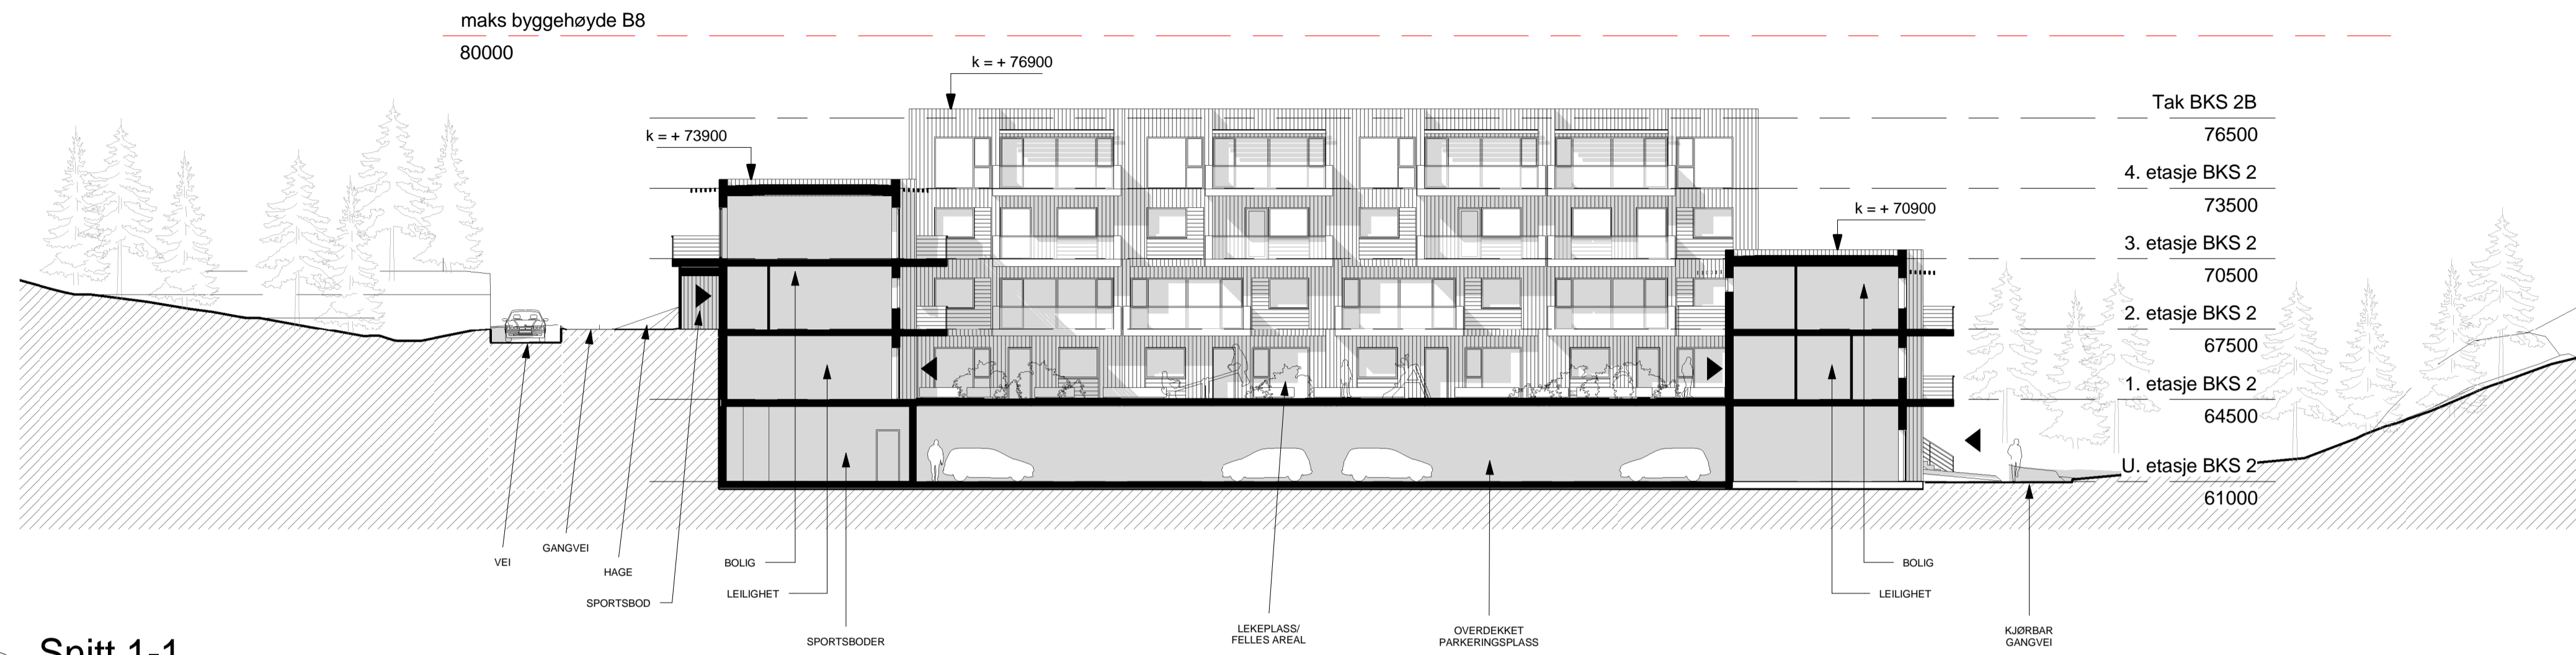 maks byggehøyde B8
80000
k = + 76900
k = + 73900
k = + 70900
Tak BKS 2B
76500
4. etasje BKS 2
73500
3. etasje BKS 2
70500
2. etasje BKS 2
67500
1. etasje BKS 2
64500
U. etasje BKS 2
61000
VEI
GANGVEI
HAGE
SPORTSBOD
BOLIG
LEILIGHET
SPORTSBODER
LEKEPLASS/
FELLES AREAL
OVERDEKKET
PARKERINGSPLASS
BOLIG
LEILIGHET
KJØRBAR
GANGVEI
Snitt 1-1